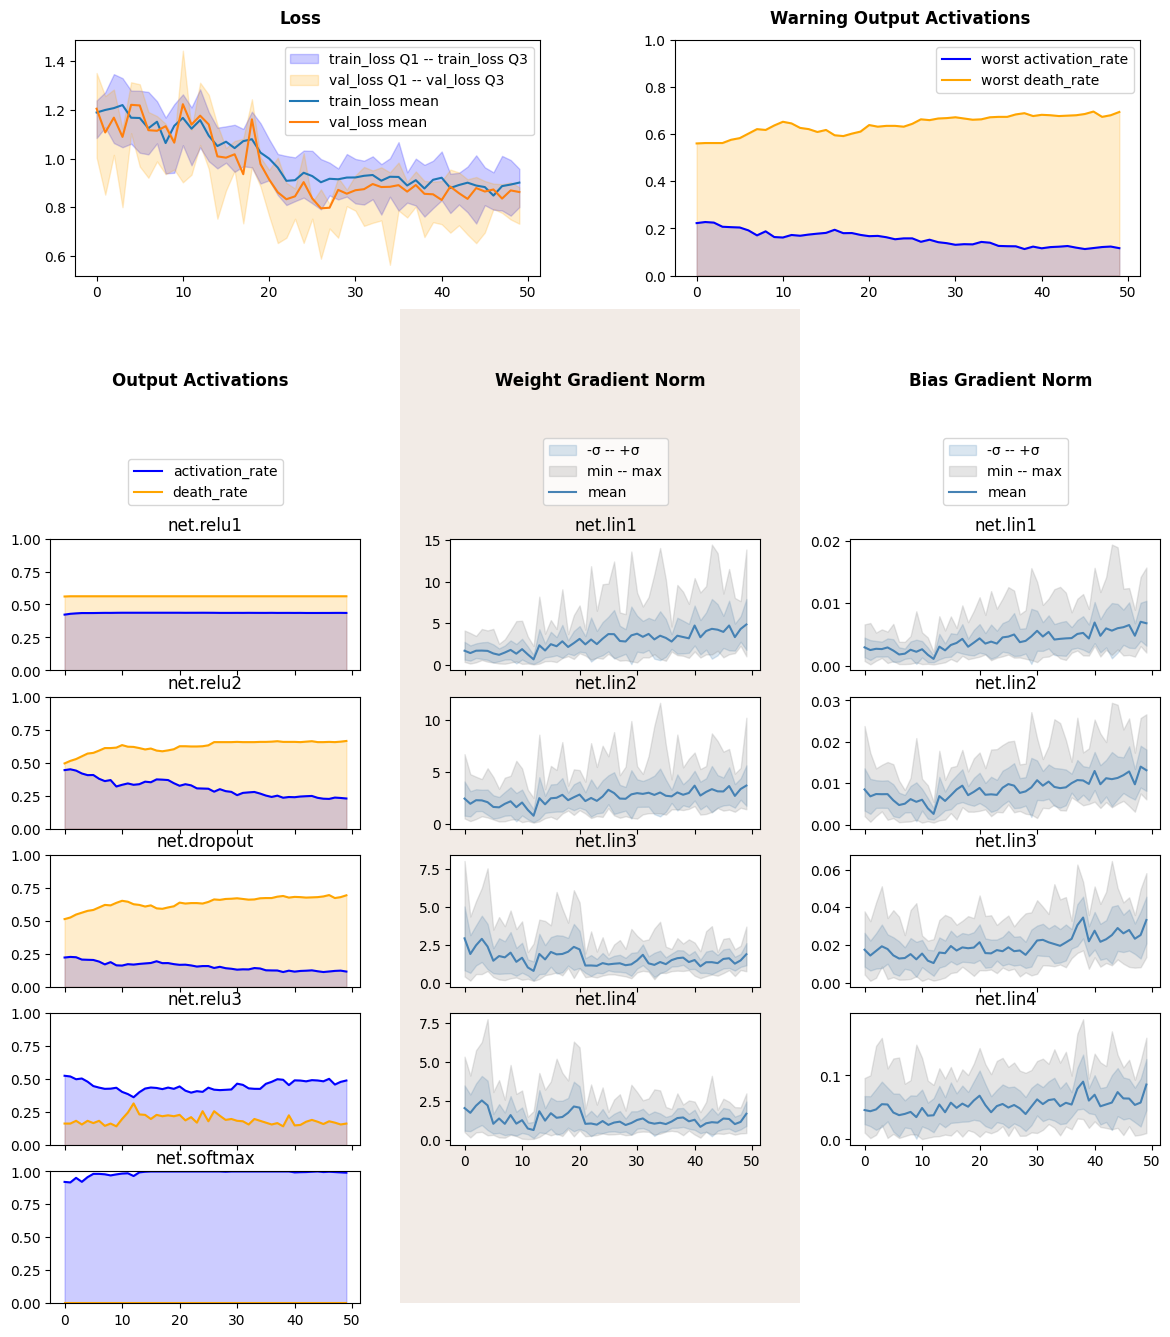 Loss
1.4
1.2
1.0
0.8
0.6
train_loss Q1 -- train_loss Q3
val_loss Q1 -- val_loss Q3
train_loss mean
val_loss mean
0 10 20 30 40 50
Warning Output Activations
1.0
0.8
0.6
0.4
0.2
0.0
worst activation_rate
worst death_rate
0 10 20 30 40 50
Output Activations
activation_rate
death_rate
net.relu1
1.00
0.75
0.50
0.25
0.00
net.relu2
1.00
0.75
0.50
0.25
0.00
net.dropout
1.00
0.75
0.50
0.25
0.00
net.relu3
1.00
0.75
0.50
0.25
0.00
net.softmax
1.00
0.75
0.50
0.25
0.00
0 10 20 30 40 50
Weight Gradient Norm
-σ -- +σ
min -- max
mean
net.lin1
15
10
5
0
net.lin2
10
5
0
net.lin3
7.5
5.0
2.5
0.0
net.lin4
7.5
5.0
2.5
0.0
0 10 20 30 40 50
Bias Gradient Norm
-σ -- +σ
min -- max
mean
net.lin1
0.02
0.01
0.00
net.lin2
0.03
0.02
0.01
0.00
net.lin3
0.06
0.04
0.02
0.00
net.lin4
0.1
0.0
0 10 20 30 40 50